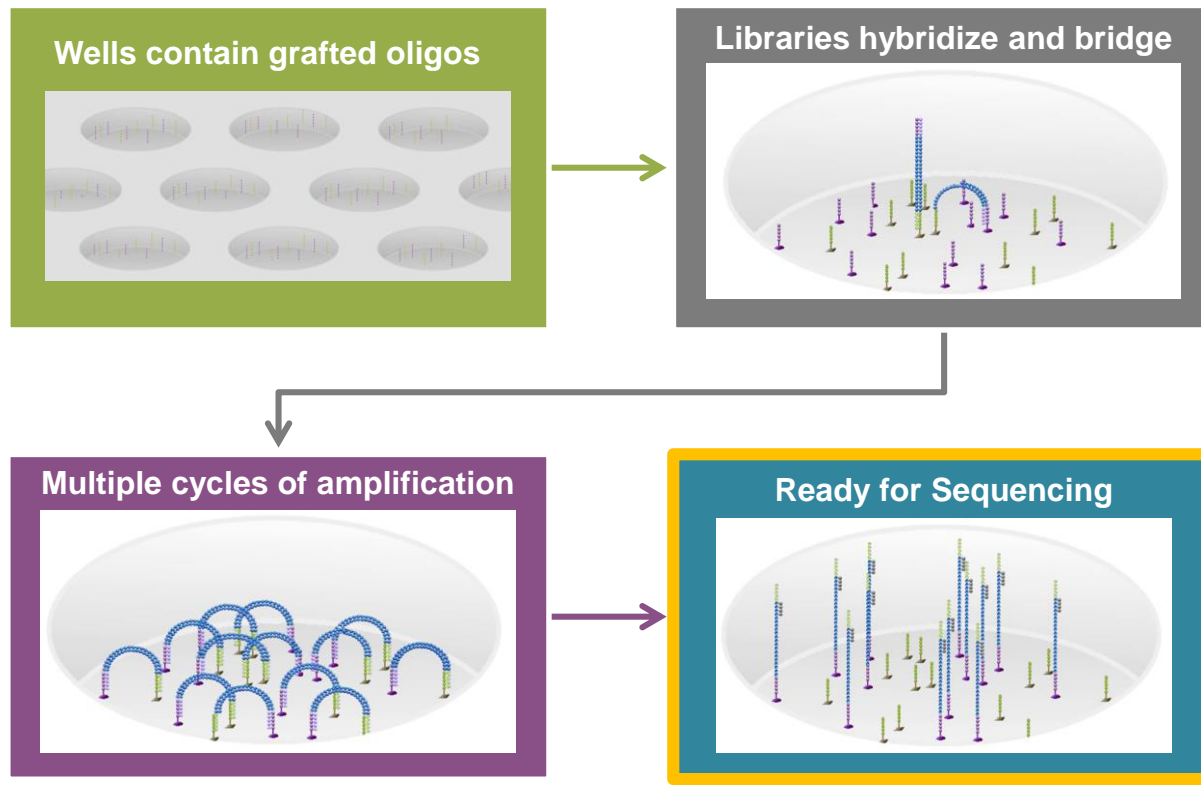 Wells contain grafted oligos
Libraries hybridize and bridge
Multiple cycles of amplification
Ready for Sequencing